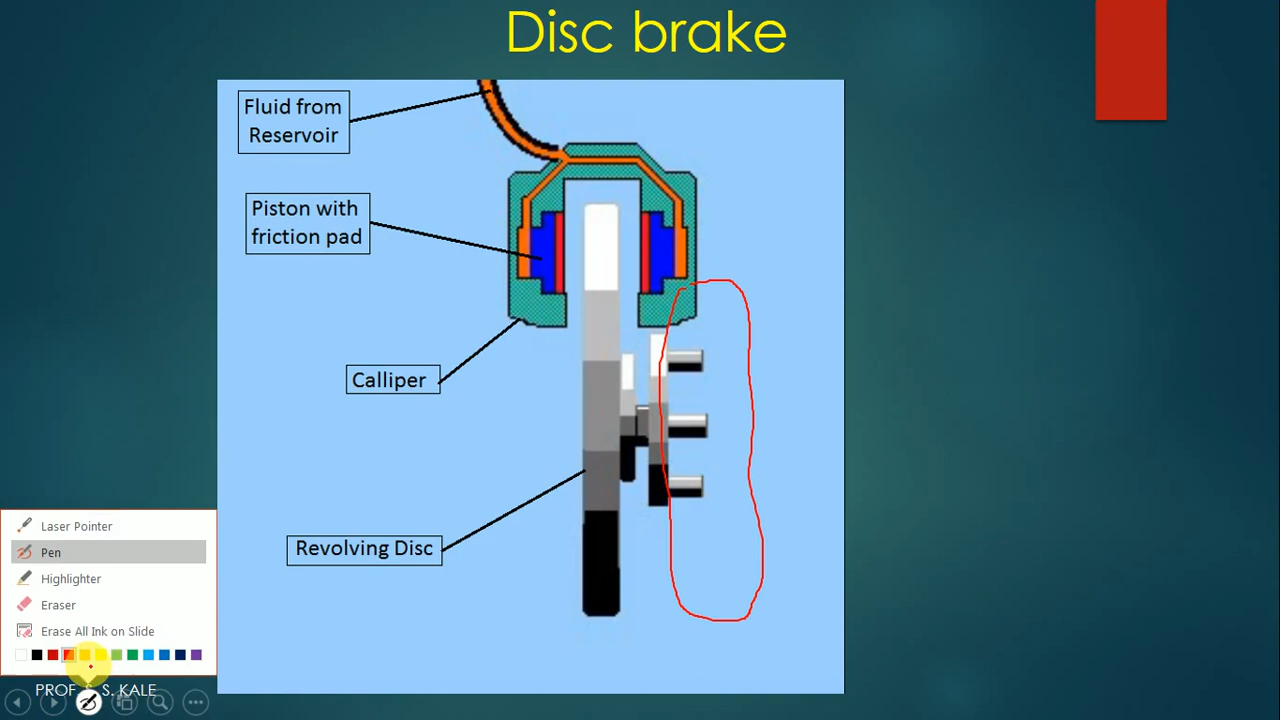 Disc brake
Fluid from
Reservoir
Piston with
friction pad
Calliper
Revolving Disc
Laser Pointer
Pen
Highlighter
Eraser
Erase All Ink on Slide
PROF S. KALE